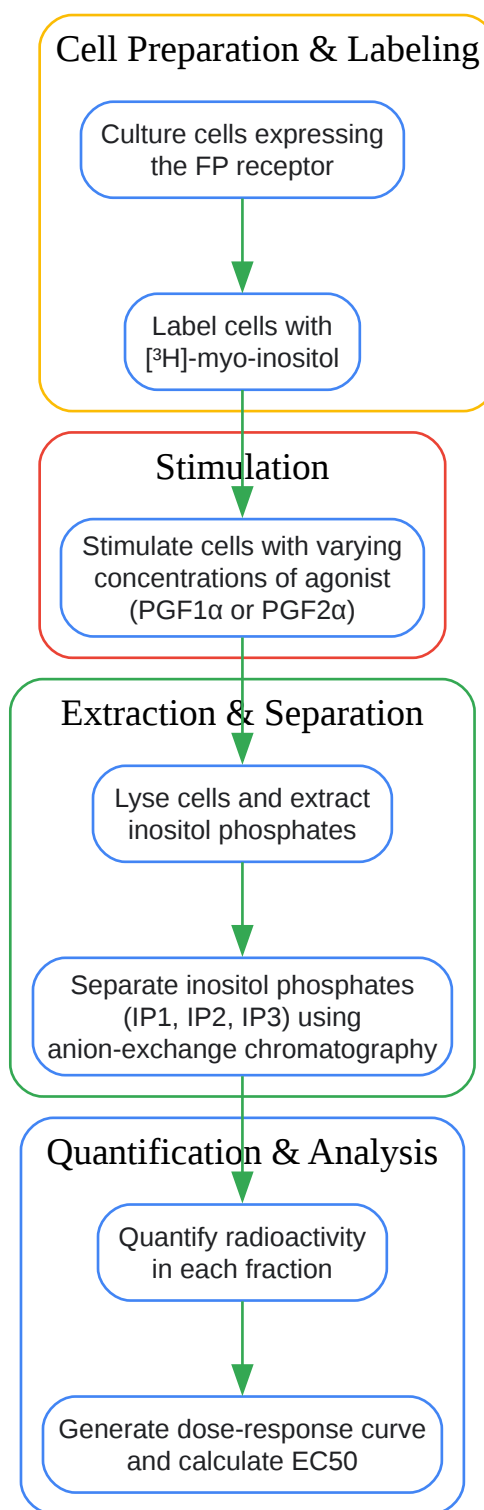 Cell Preparation & Labeling
Culture cells expressing
the FP receptor
Label cells with
[³H]-myo-inositol
Stimulation
Stimulate cells with varying
concentrations of agonist
(PGF1α or PGF2α)
Extraction & Separation
Lyse cells and extract
inositol phosphates
Separate inositol phosphates
(IP1, IP2, IP3) using
anion-exchange chromatography
Quantification & Analysis
Quantify radioactivity
in each fraction
Generate dose-response curve
and calculate EC50